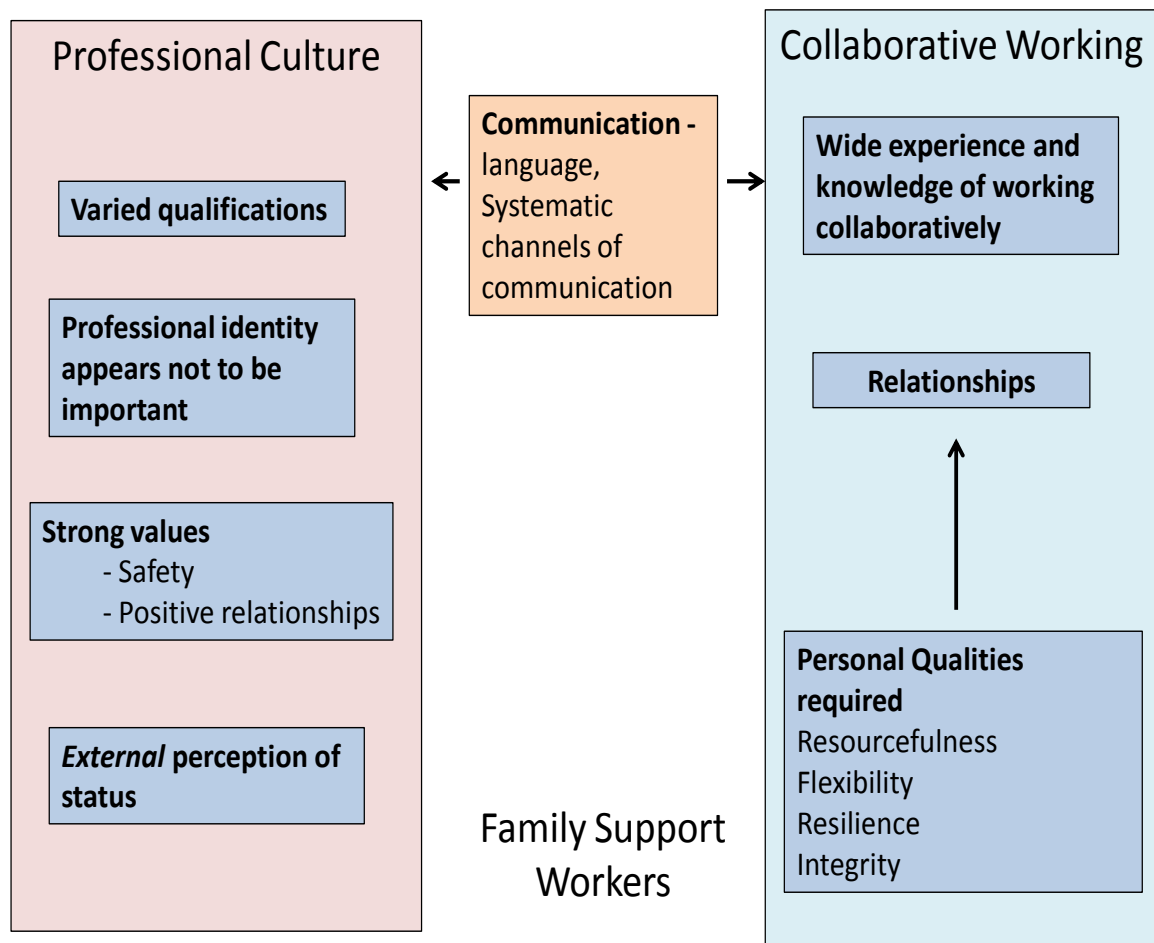 Professional Culture
Varied qualifications
Professional identity
appears not to be
important
Strong values
- Safety
- Positive relationships
External perception of
status
Communication -
language,
Systematic
channels of
communication
Family Support
Workers
Collaborative Working
Wide experience and
knowledge of working
collaboratively
Relationships
Personal Qualities
required
Resourcefulness
Flexibility
Resilience
Integrity